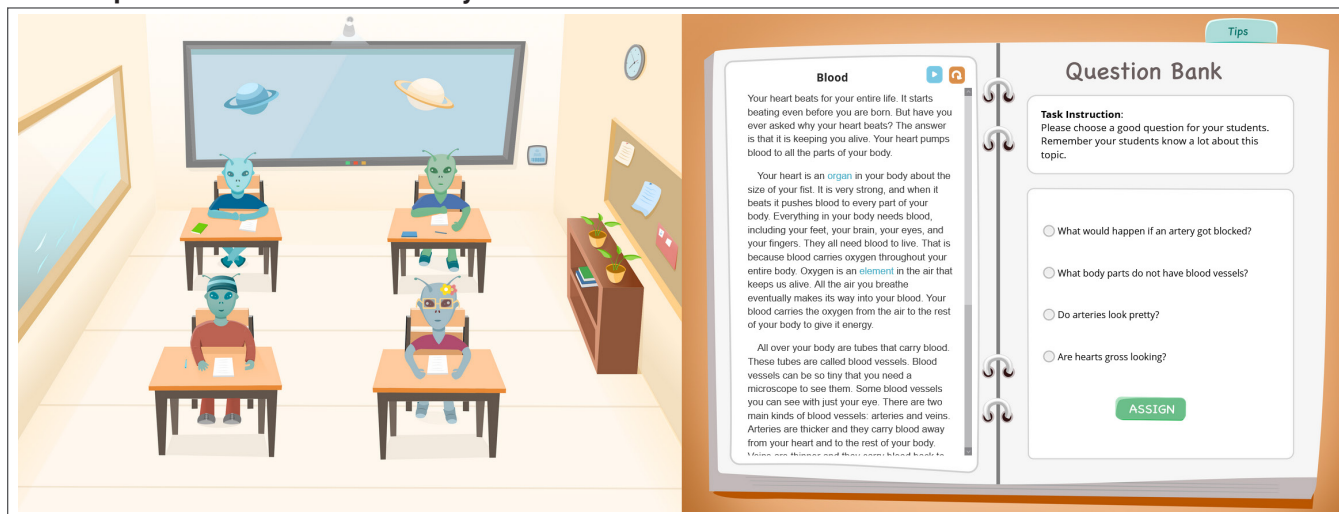 Blood
Your heart beats for your entire life. It starts
beating even before you are born. But have you
ever asked why your heart beats? The answer
is that it is keeping you alive. Your heart pumps
blood to all the parts of your body.
Your heart is an organ in your body about the
size of your fist. It is very strong, and when it
beats it pushes blood to every part of your
body. Everything in your body needs blood,
including your feet, your brain, your eyes, and
your fingers. They all need blood to live. That is
because blood carries oxygen throughout your
entire body. Oxygen is an element in the air that
keeps us alive. All the air you breathe
eventually makes its way into your blood. Your
blood carries the oxygen from the air to the rest
of your body to give it energy.
All over your body are tubes that carry blood.
These tubes are called blood vessels. Blood
vessels can be so tiny that you need a
microscope to see them. Some blood vessels
you can see with just your eye. There are two
main kinds of blood vessels: arteries and veins.
Arteries are thicker and they carry blood away
from your heart and to the rest of your body.
Veins are thinner and they carry blood back to
Tips
Question Bank
Task Instruction:
Please choose a good question for your students.
Remember your students know a lot about this
topic.
What would happen if an artery got blocked?
What body parts do not have blood vessels?
Do arteries look pretty?
Are hearts gross looking?
ASSIGN